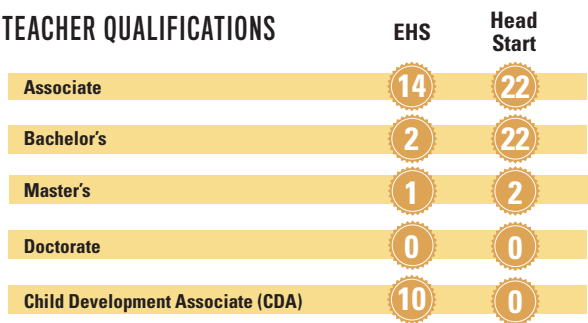 TEACHER QUALIFICATIONS EHS Head Start
Associate 14 22
Bachelor's 2 22
Master's 1 2
Doctorate 0 0
Child Development Associate (CDA) 10 0